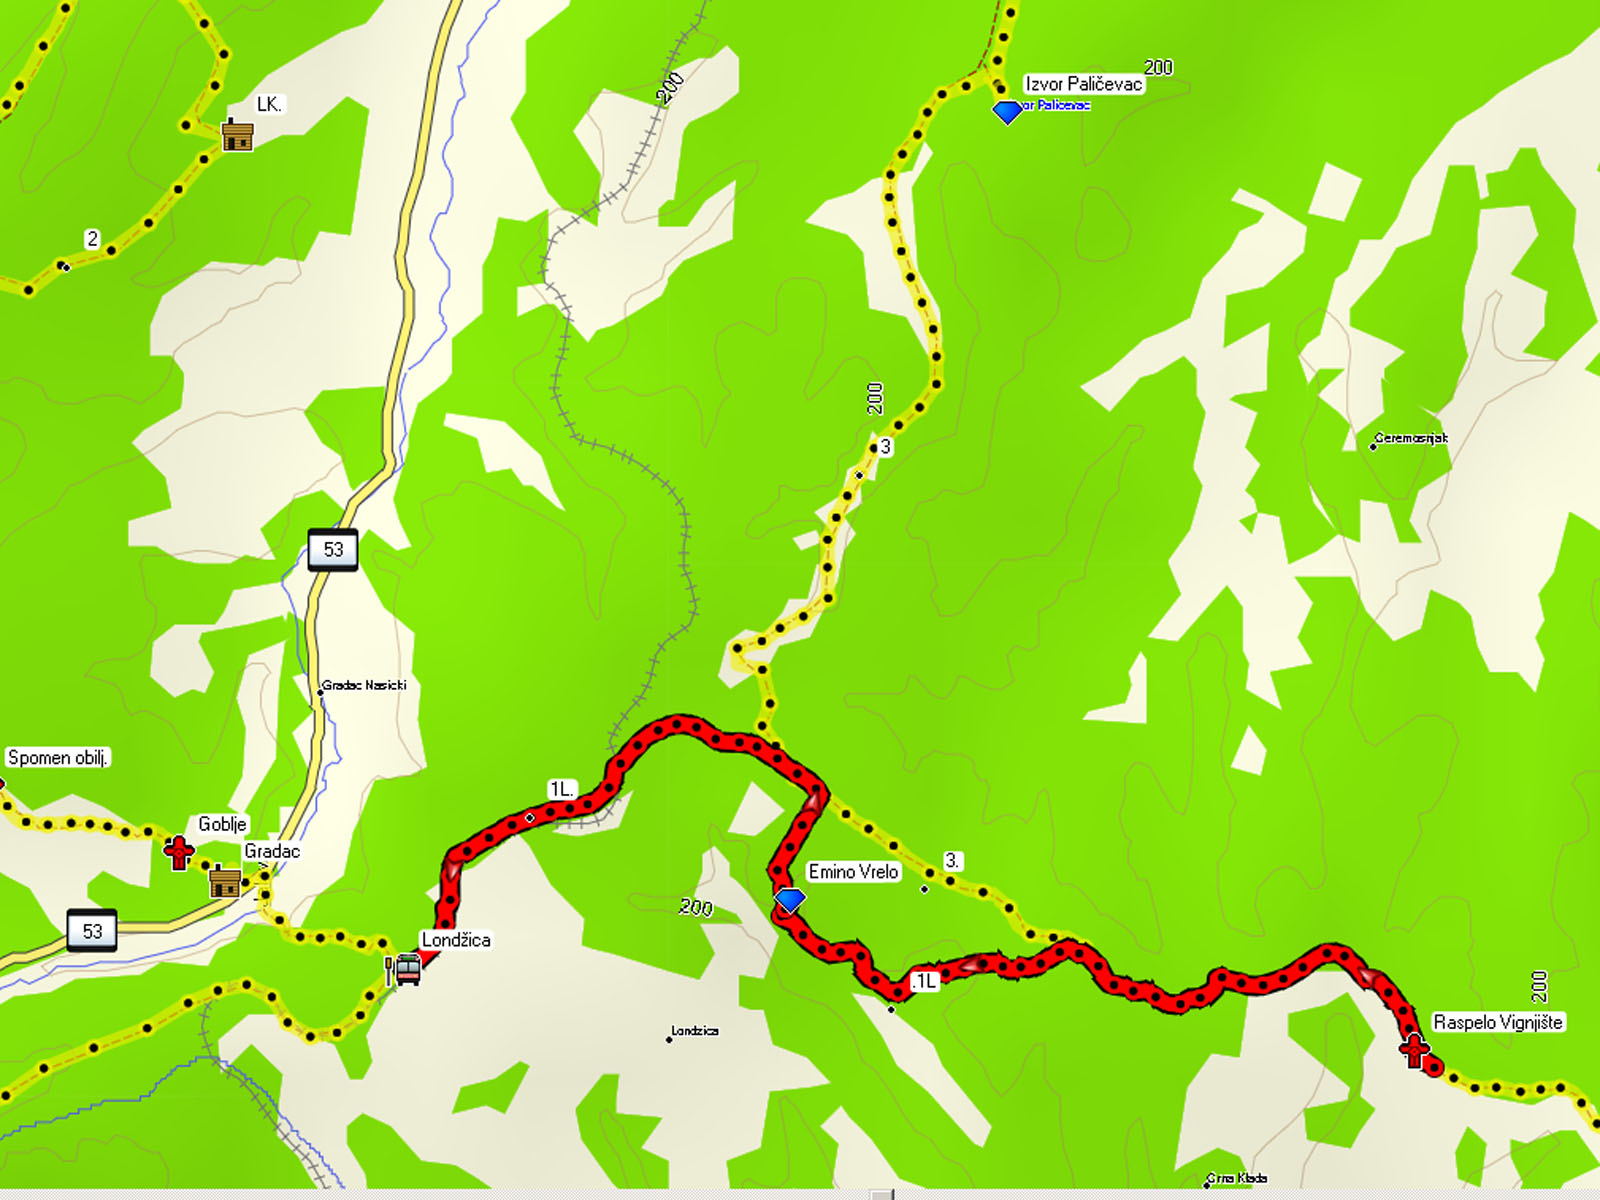 Izvor Paličevac
200
or Palicevac
200
LK.
2
200
Ceremosnjak
3
53
Gradac Nasicki
Spomen obilj.
1L.
Goblje
Gradac
3.
Emino Vrelo
200
53
Londžica
.1L
200
Raspelo Vignjište
Londzica
Crna Klada